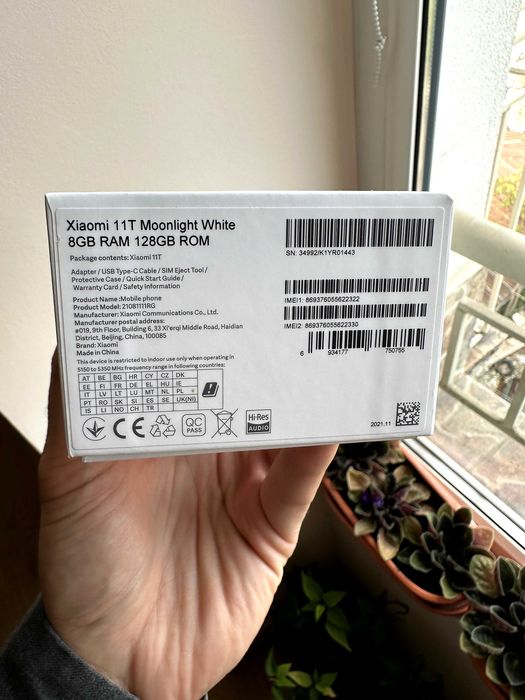 Xiaomi 11T Moonlight White
8GB RAM 128GB ROM
Package contents: Xiaomi 11T
Adapter / USB Type-C Cable / SIM Eject Tool /
Protective Case / Quick Start Guide /
Warranty Card / Safety Information
Product Name:Mobile phone
Product Model: 21081111RG
Manufacturer: Xiaomi Communications Co., Ltd.
Manufacturer postal address:
#019, 9th Floor, Building 6, 33 Xi'erqi Middle Road, Haidian
District, Beijing, China, 100085
Brand: Xiaomi
Made in China
This device is restricted to indoor use only when operating in
5150 to 5350 MHz frequency range in following countries:
AT BE BG HR CY CZ DK
EE FI FR DE EL HU IE
IT LV LT LU MT NL PL
PT RO SK SI ES SE UK(NI)
IS LI NO CH TR
CE
QC
PASS
Hi-Res
AUDIO
SN: 34992/K1YR01443
IMEI1: 869376055622322
IMEI2: 869376055622330
6 934177 750755
2021.11